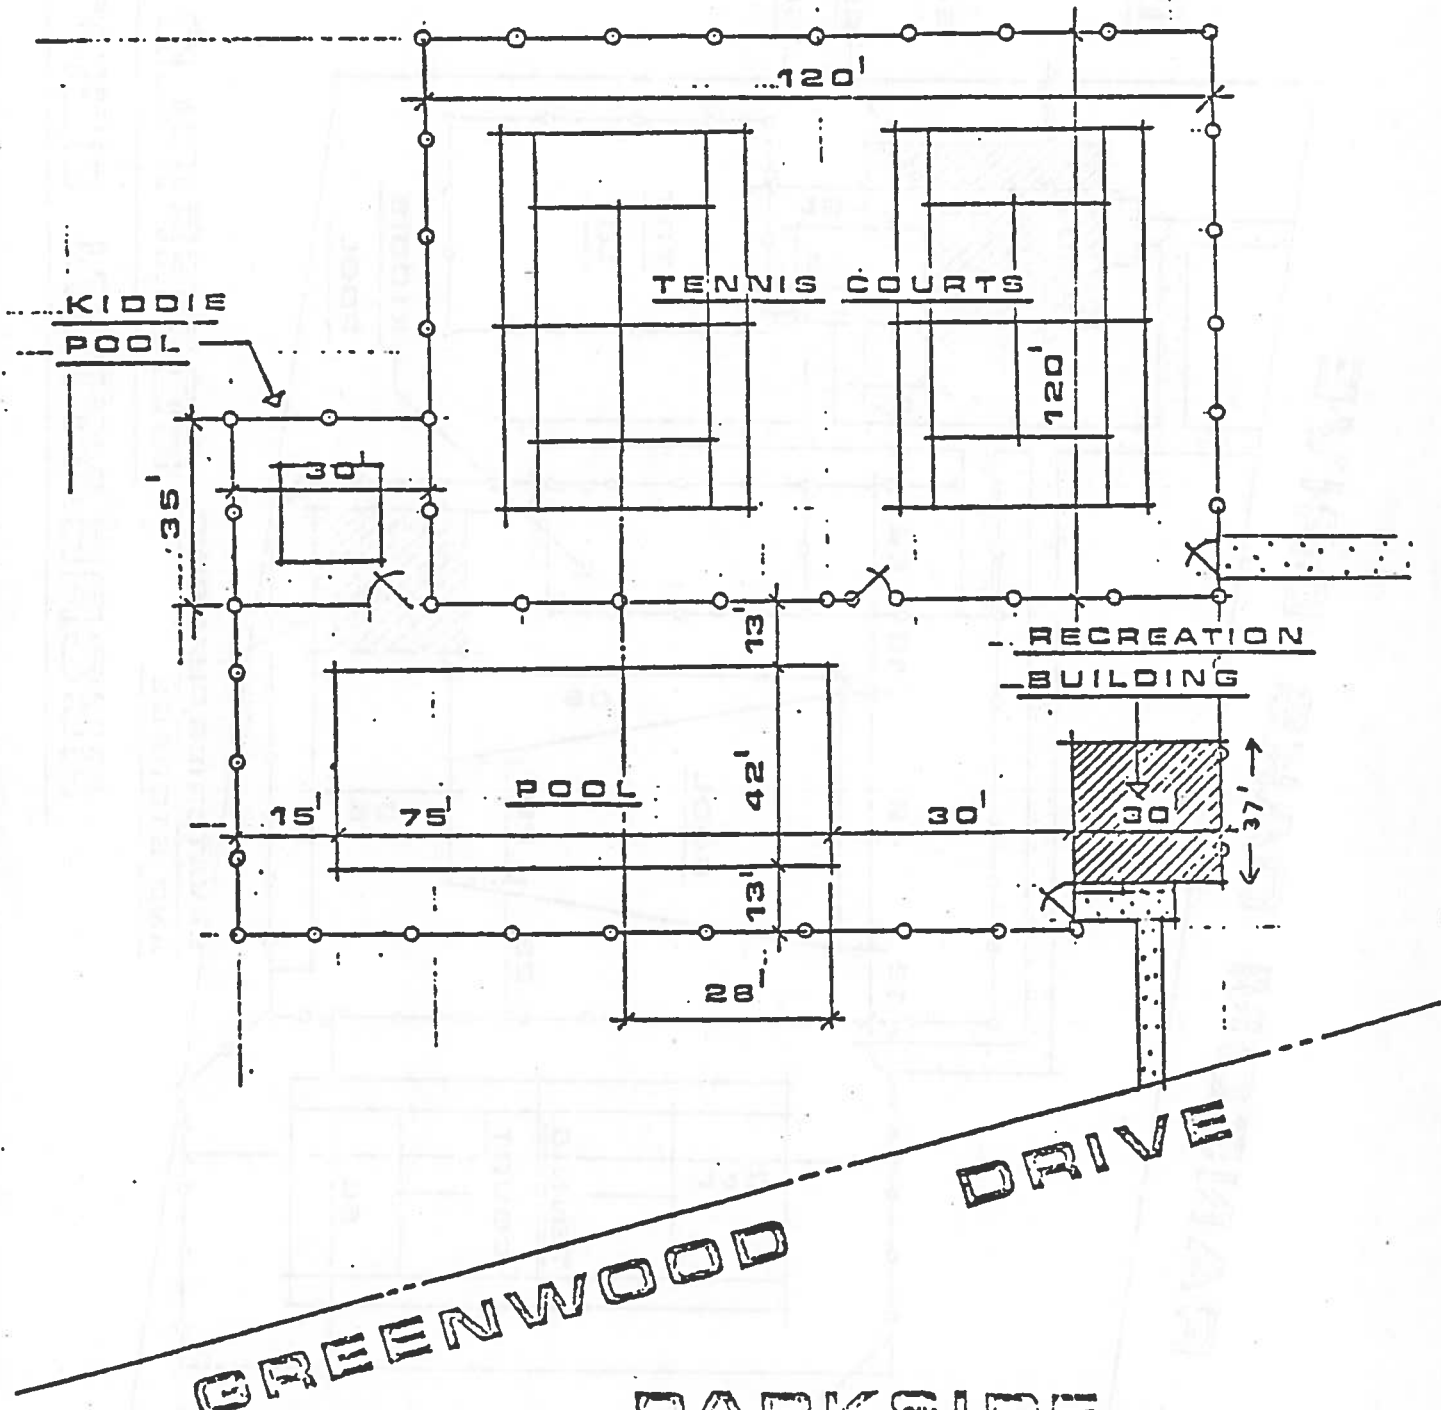 120'
TENNIS COURTS
KIDDIE
POOL
120'
30'
35'
13'
RECREATION
BUILDING
POOL
42'
15'
75'
30'
30'
37'
13'
28'
GREENWOOD DRIVE
PARKSIDE